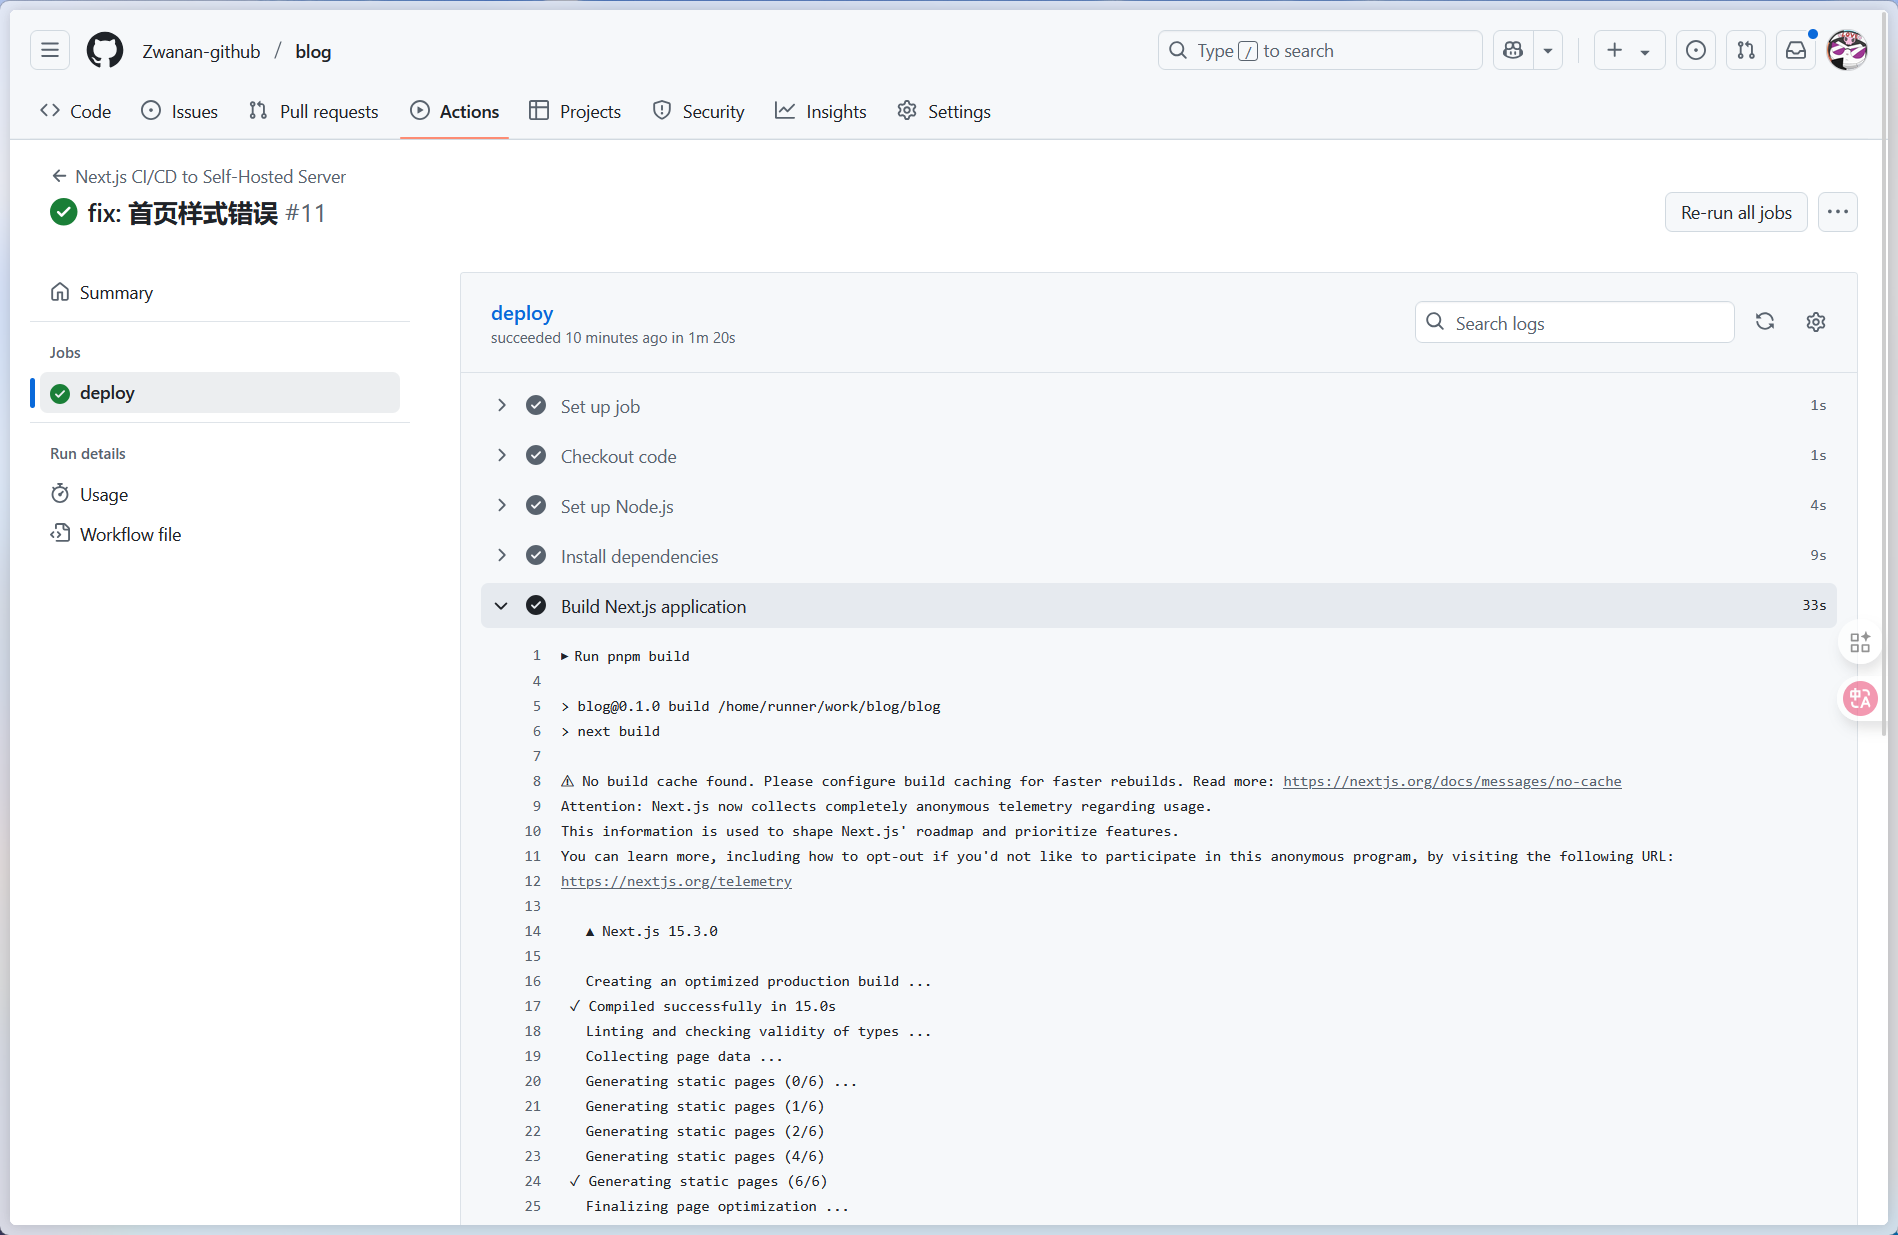 Zwanan-github / blog
Type / to search
Code Issues Pull requests Actions Projects Security Insights Settings
Next.js CI/CD to Self-Hosted Server
fix: 首页样式错误 #11
Re-run all jobs
Summary
Jobs
deploy
Run details
Usage
Workflow file
deploy
succeeded 10 minutes ago in 1m 20s
Search logs
Set up job 1s
Checkout code 1s
Set up Node.js 4s
Install dependencies 9s
Build Next.js application 33s
1 ▶ Run pnpm build
4
5 > blog@0.1.0 build /home/runner/work/blog/blog
6 > next build
7
8 ⚠ No build cache found. Please configure build caching for faster rebuilds. Read more: https://nextjs.org/docs/messages/no-cache
9 Attention: Next.js now collects completely anonymous telemetry regarding usage.
10 This information is used to shape Next.js' roadmap and prioritize features.
11 You can learn more, including how to opt-out if you'd not like to participate in this anonymous program, by visiting the following URL:
12 https://nextjs.org/telemetry
13
14 ▲ Next.js 15.3.0
15
16 Creating an optimized production build ...
17 ✓ Compiled successfully in 15.0s
18 Linting and checking validity of types ...
19 Collecting page data ...
20 Generating static pages (0/6) ...
21 Generating static pages (1/6)
22 Generating static pages (2/6)
23 Generating static pages (4/6)
24 ✓ Generating static pages (6/6)
25 Finalizing page optimization ...
中A